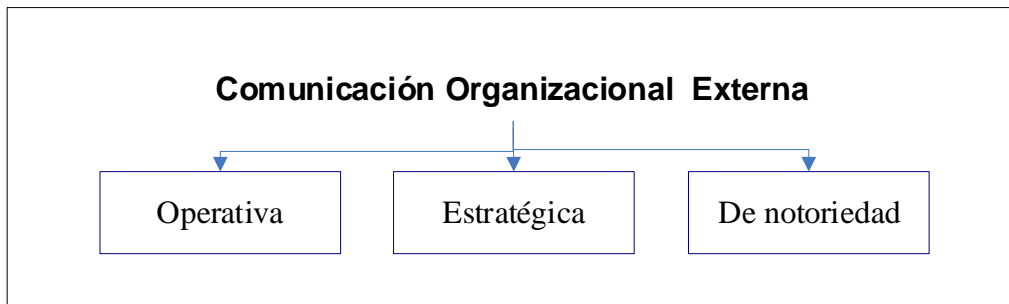 Comunicación Organizacional Externa
Operativa
Estratégica
De notoriedad